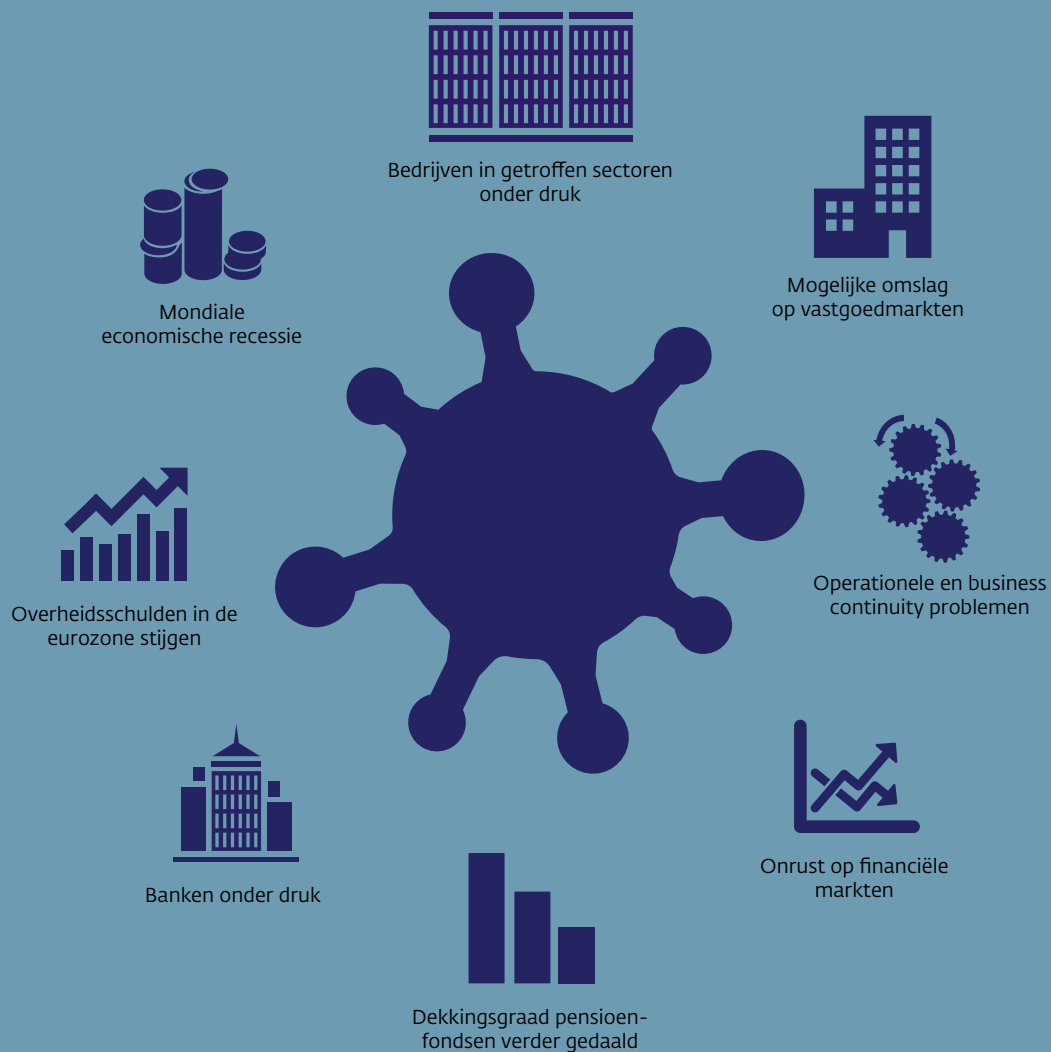 Bedrijven in getroffen sectoren
onder druk
Mogelijke omslag
op vastgoedmarkten
Mondiale
economische recessie
Operationele en business
continuity problemen
Overheidsschulden in de
eurozone stijgen
Onrust op financiële
markten
Banken onder druk
Dekkingsgraad pensioen-
fondsen verder gedaald